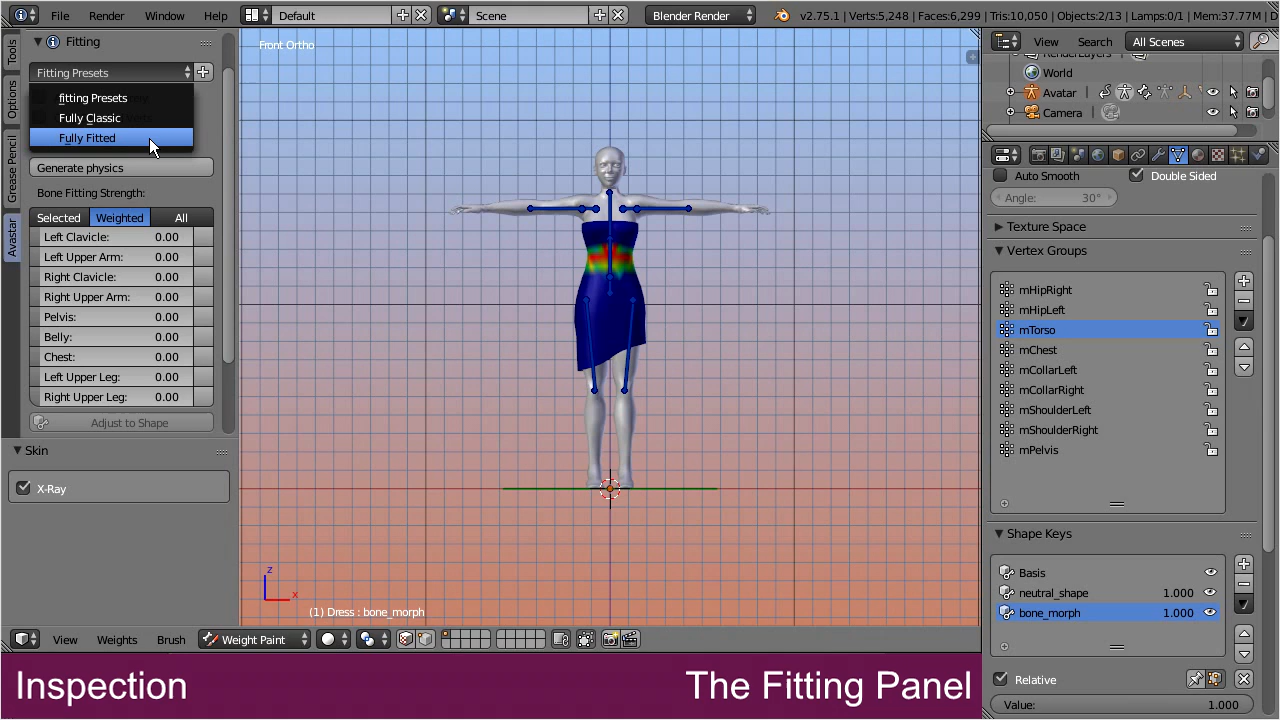 File Render Window Help Default Scene Blender Render v2.75.1 | Verts:5,248 | Faces:6,299 | Tris:10,050 | Objects:2/13 | Lamps:0/1 | Mem:37.77M | D
Fitting
Fitting Presets
fitting Presets
Fully Classic
Fully Fitted
Generate physics
Bone Fitting Strength:
Selected Weighted All
Left Clavicle: 0.00
Left Upper Arm: 0.00
Right Clavicle: 0.00
Right Upper Arm: 0.00
Pelvis: 0.00
Belly: 0.00
Chest: 0.00
Left Upper Leg: 0.00
Right Upper Leg: 0.00
Adjust to Shape
Skin
X-Ray
Tools
Options
Grease Pencil
Avastar
Front Ortho
z
x
(1) Dress : bone_morph
View Weights Brush Weight Paint
View Search All Scenes
RenderLayers
World
Avatar
Camera
Auto Smooth Double Sided
Angle: 30°
Texture Space
Vertex Groups
mHipRight
mHipLeft
mTorso
mChest
mCollarLeft
mCollarRight
mShoulderLeft
mShoulderRight
mPelvis
Shape Keys
Basis
neutral_shape 1.000
bone_morph 1.000
Relative
Value: 1.000
Inspection The Fitting Panel